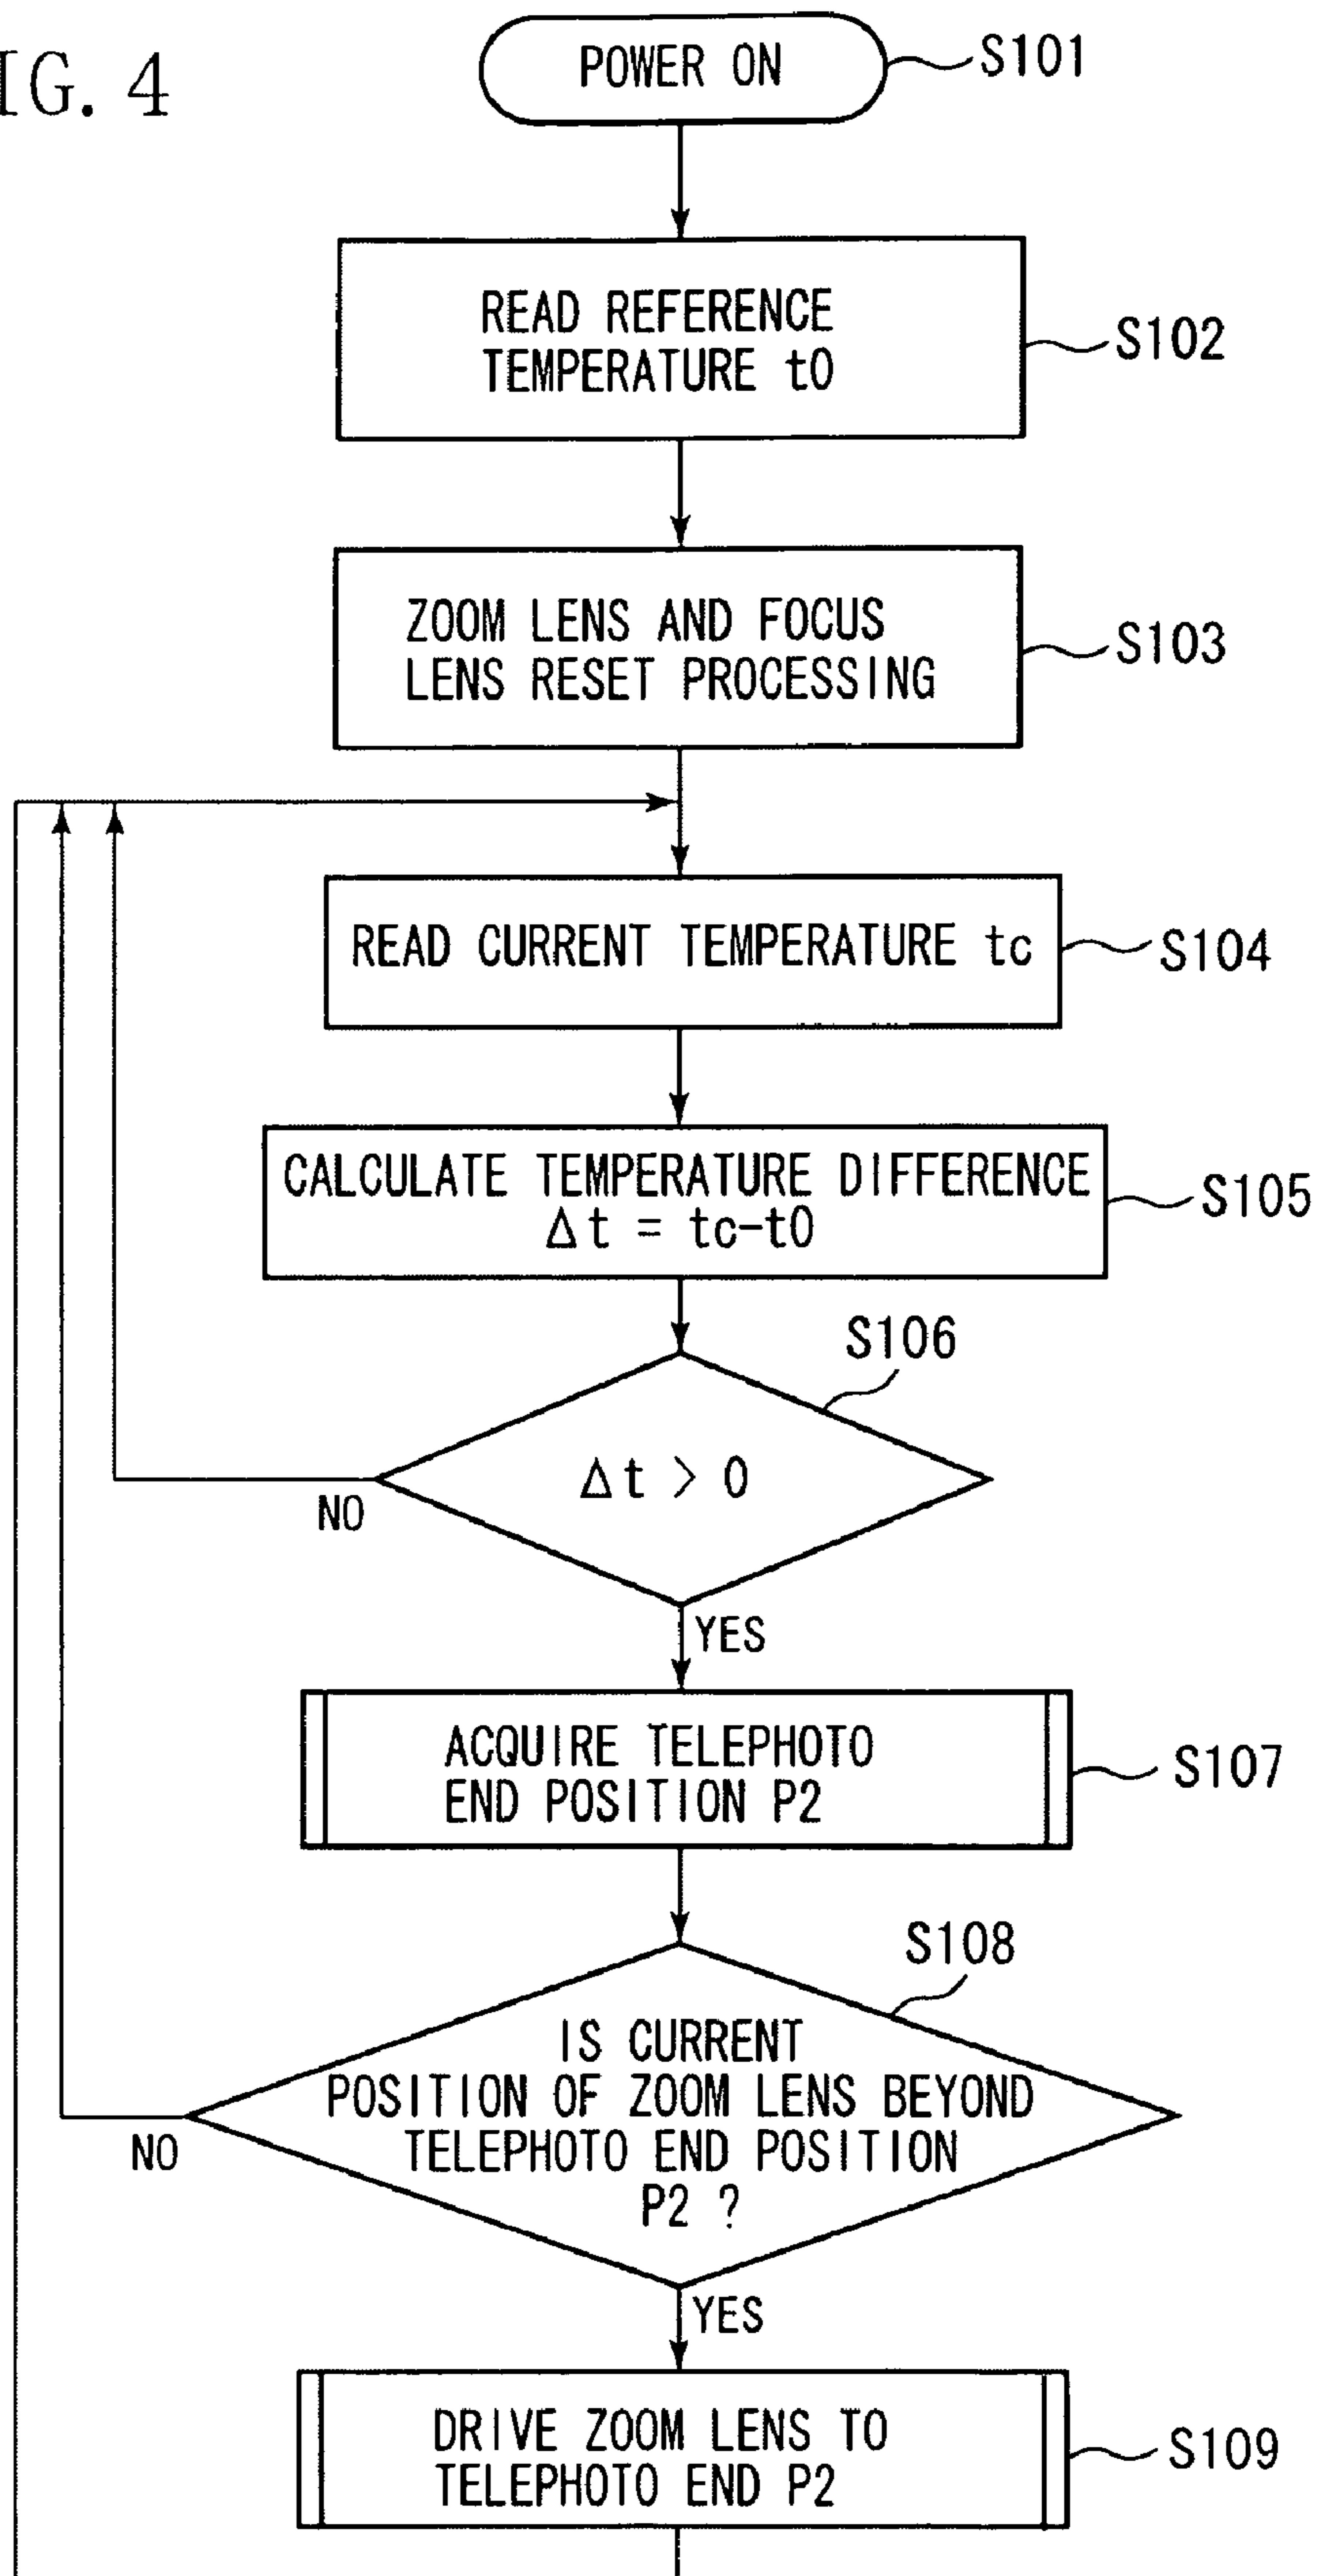 IG. 4
POWER ON
S101
READ REFERENCE
TEMPERATURE t0
S102
ZOOM LENS AND FOCUS
LENS RESET PROCESSING
S103
READ CURRENT TEMPERATURE tc
S104
CALCULATE TEMPERATURE DIFFERENCE
Δt = tc-t0
S105
S106
Δt > 0
NO
YES
ACQUIRE TELEPHOTO
END POSITION P2
S107
S108
IS CURRENT
POSITION OF ZOOM LENS BEYOND
TELEPHOTO END POSITION
P2 ?
NO
YES
DRIVE ZOOM LENS TO
TELEPHOTO END P2
S109